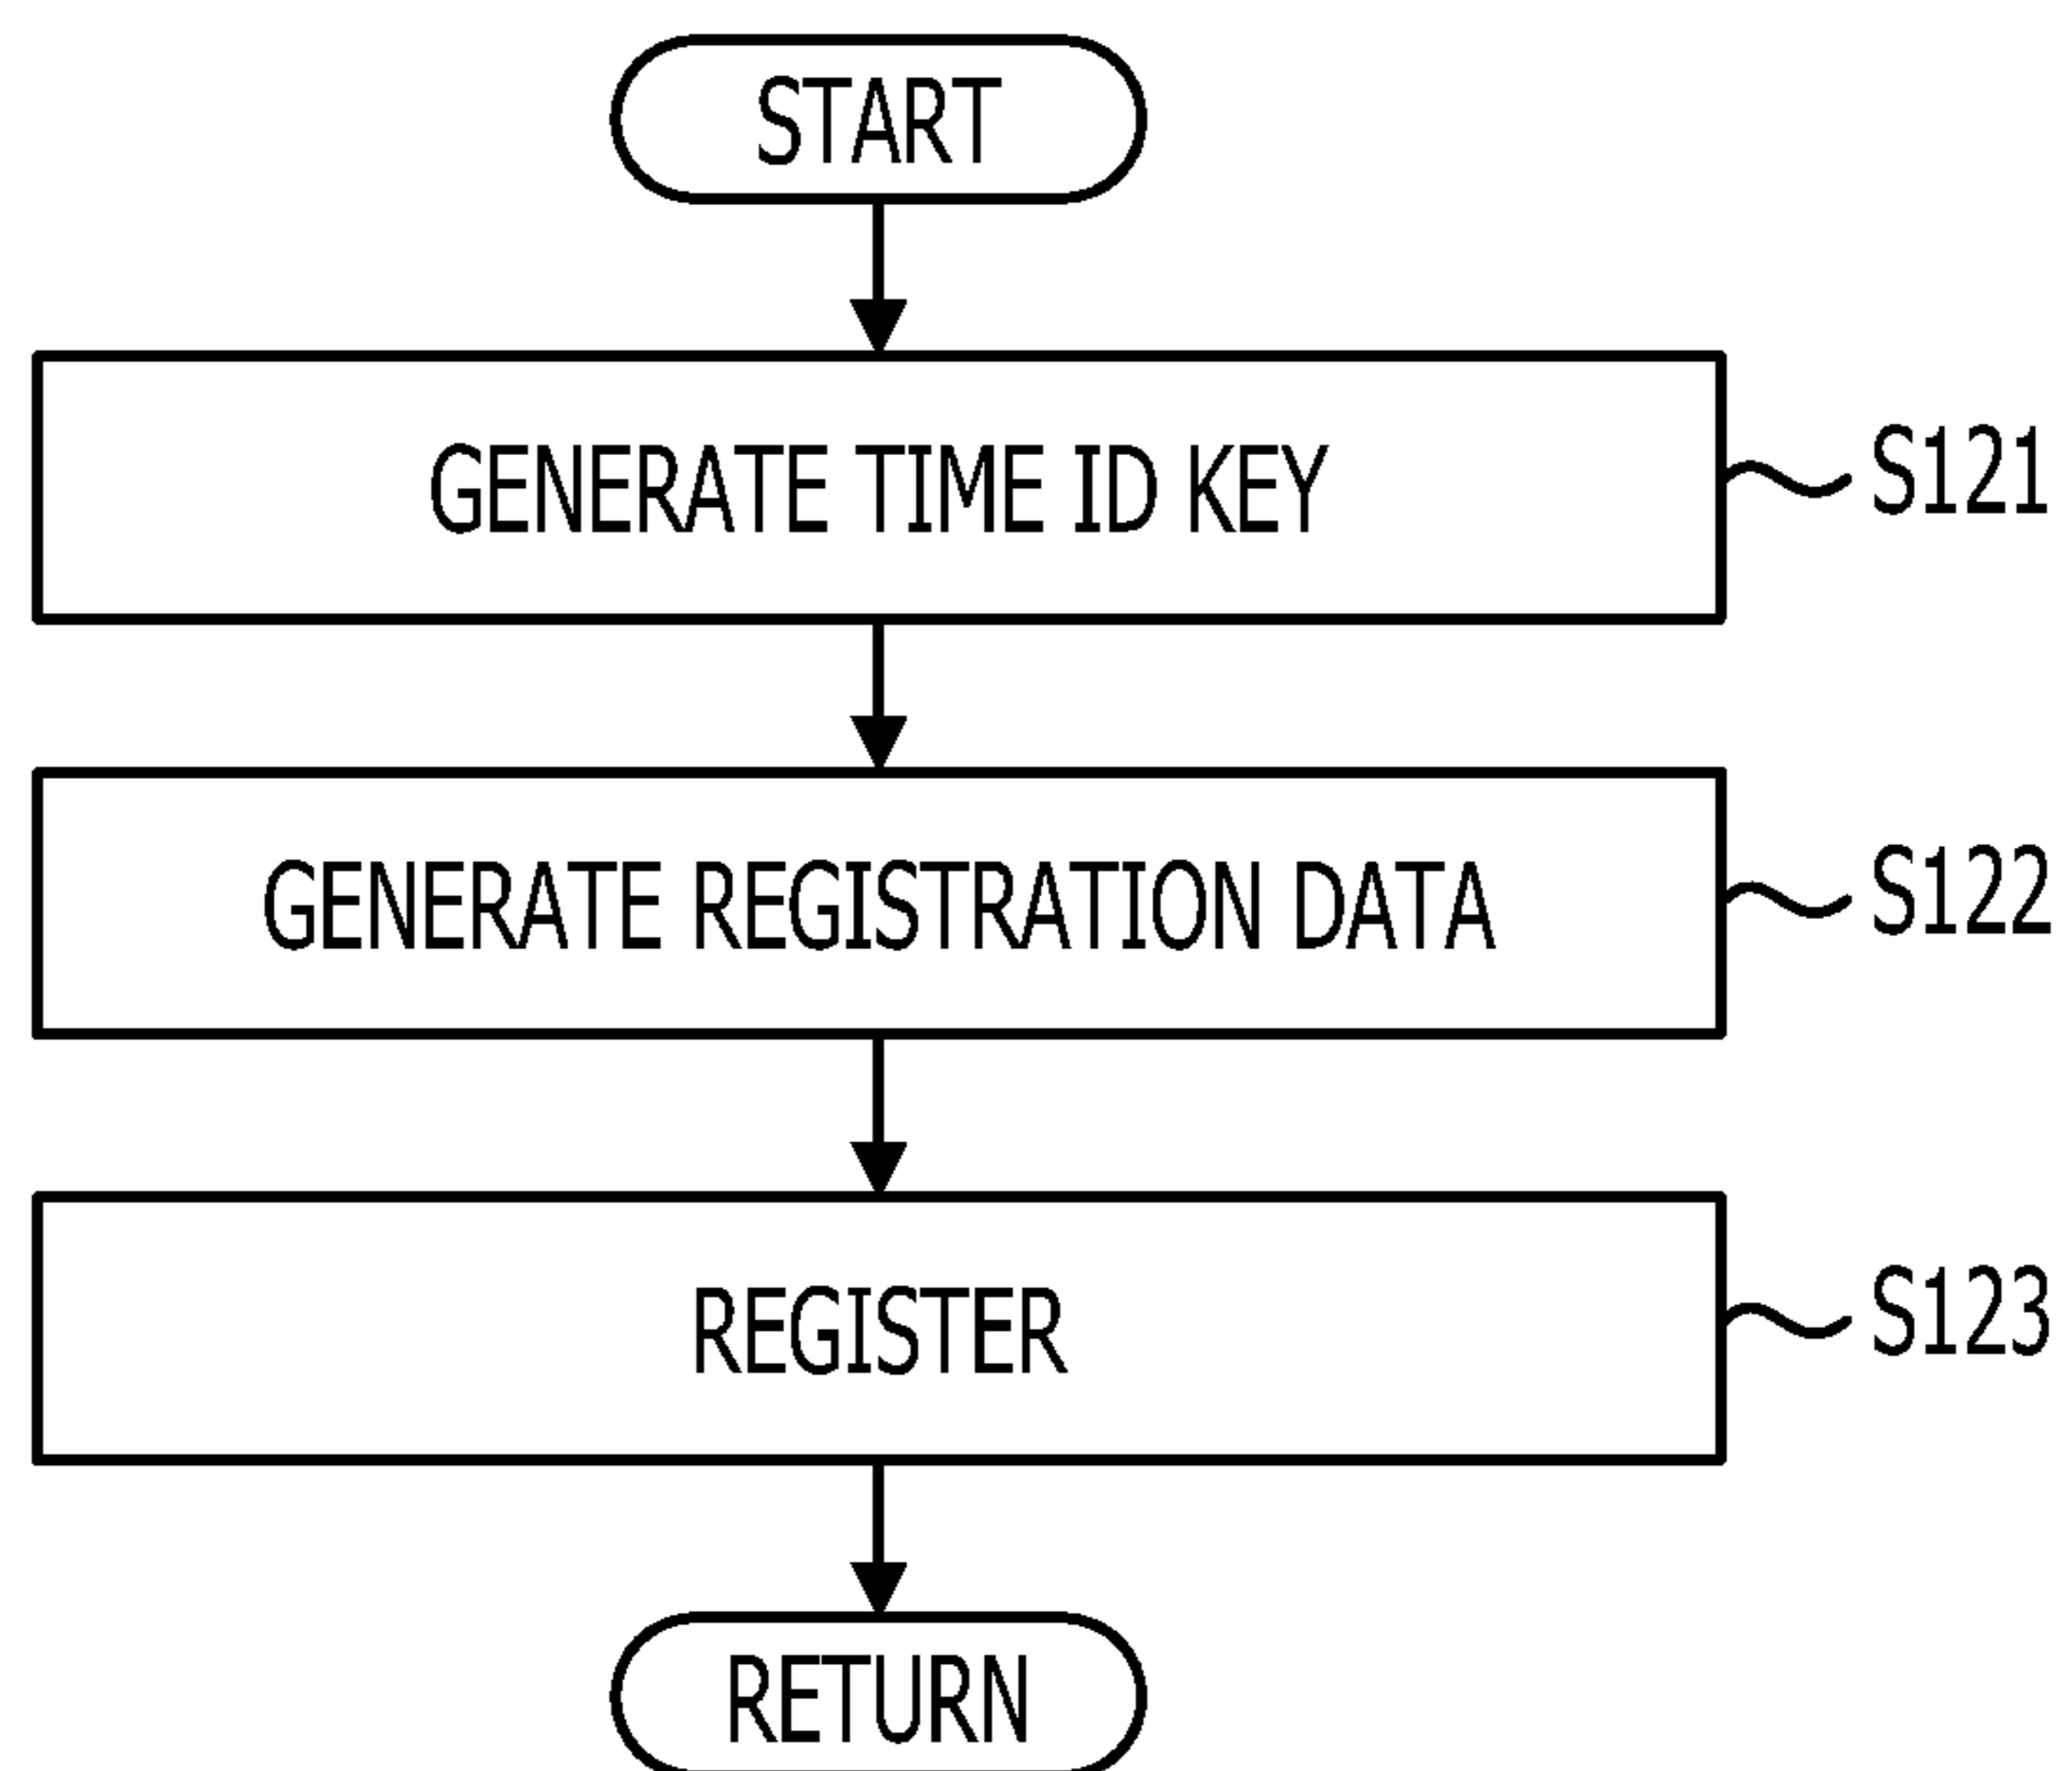 START
GENERATE TIME ID KEY
S121
GENERATE REGISTRATION DATA
S122
REGISTER
S123
RETURN